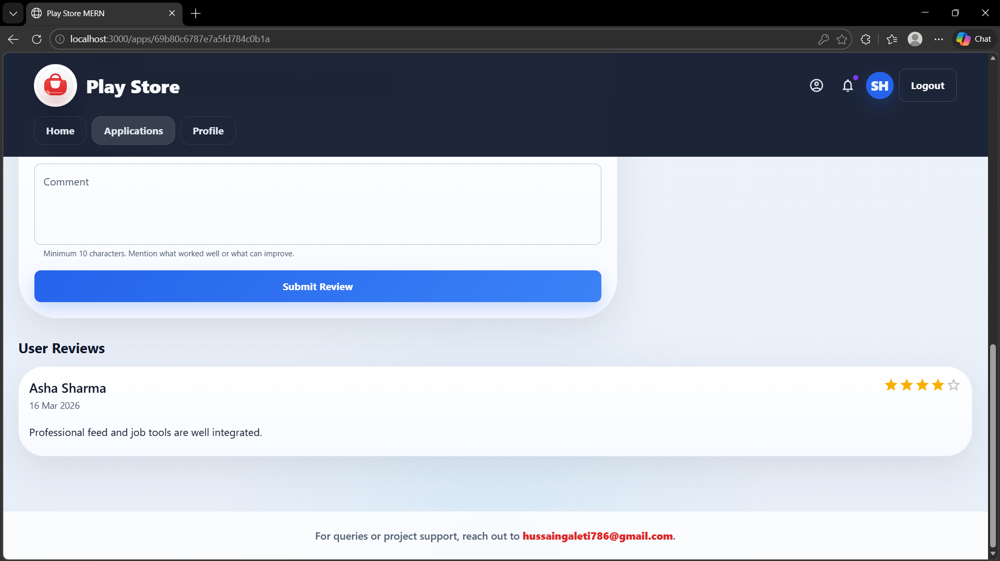 Play Store MERN
localhost:3000/apps/69b80c6787e7a5fd784c0b1a
Chat
Play Store
SH
Logout
Home
Applications
Profile
Comment
Minimum 10 characters. Mention what worked well or what can improve.
Submit Review
User Reviews
Asha Sharma
16 Mar 2026
Professional feed and job tools are well integrated.
For queries or project support, reach out to hussaingaleti786@gmail.com.